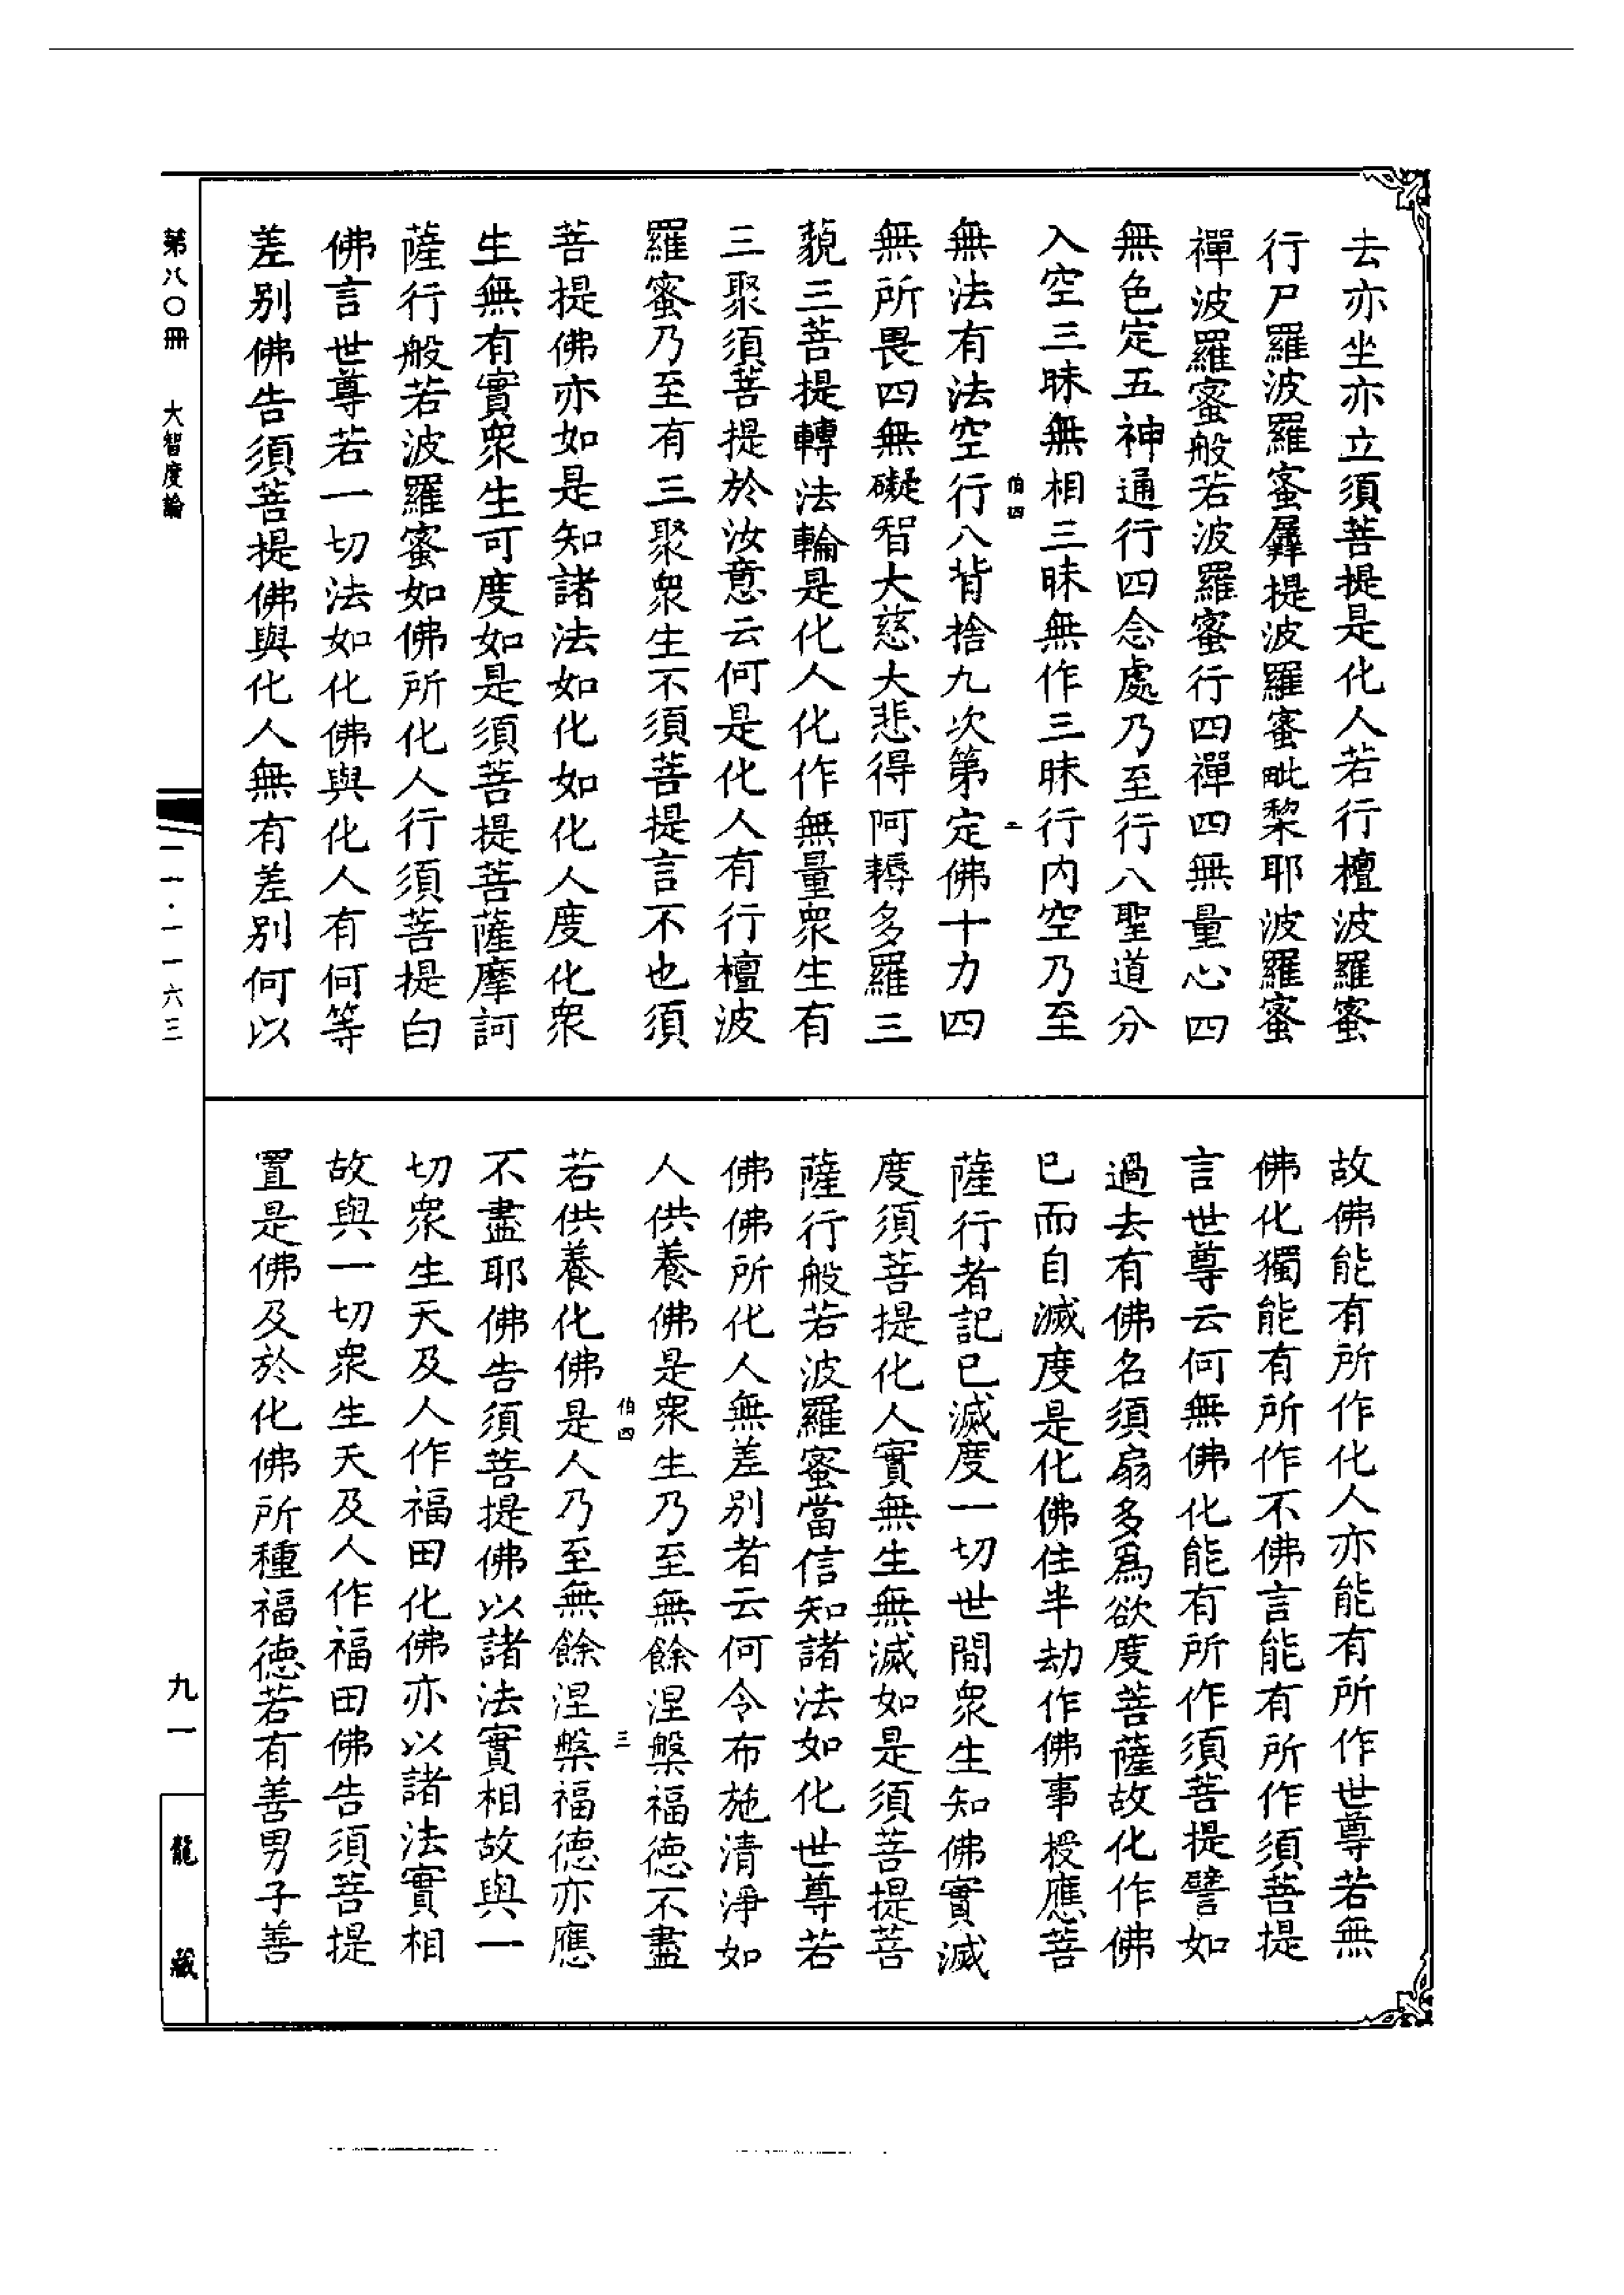 去亦坐亦立須菩提是化人若行檀波羅蜜
行尸羅波羅蜜羼提波羅蜜毗棃耶波羅蜜
禪波羅蜜般若波羅蜜行四禪四無量心四
無色定五神通行四念處乃至行八聖道分
入空三昧無相三昧無作三昧行内空乃至
伯四
二
無法有法空行八背捨九次第定佛十力四
無所畏四無礙智大慈大悲得阿耨多羅三
藐三菩提轉法輪是化人化作無量衆生有
三聚須菩提於汝意云何是化人有行檀波
羅蜜乃至有三聚衆生不須菩提言不也須
菩提佛亦如是知諸法如化如化人度化衆
生無有實衆生可度如是須菩提菩薩摩訶
薩行般若波羅蜜如佛所化人行須菩提白
佛言世尊若一切法如化佛與化人有何等
差别佛告須菩提佛與化人無有差别何以
故佛能有所作化人亦能有所作世尊若無
佛化獨能有所作不佛言能有所作須菩提
言世尊云何無佛化能有所作須菩提譬如
過去有佛名須扇多爲欲度菩薩故化作佛
已而自滅度是化佛住半劫作佛事授應菩
薩行者記已滅度一切世間衆生知佛實滅
度須菩提化人實無生無滅如是須菩提菩
薩行般若波羅蜜當信知諸法如化世尊若
佛佛所化人無差别者云何令布施清淨如
人供養佛是衆生乃至無餘涅槃福德不盡
伯四
三
若供養化佛是人乃至無餘涅槃福德亦應
不盡耶佛告須菩提佛以諸法實相故與一
切衆生天及人作福田化佛亦以諸法實相
故與一切衆生天及人作福田佛告須菩提
置是佛及於化佛所種福德若有善男子善
第八〇冊 大智度論
一一·一一六三
九一
龍藏